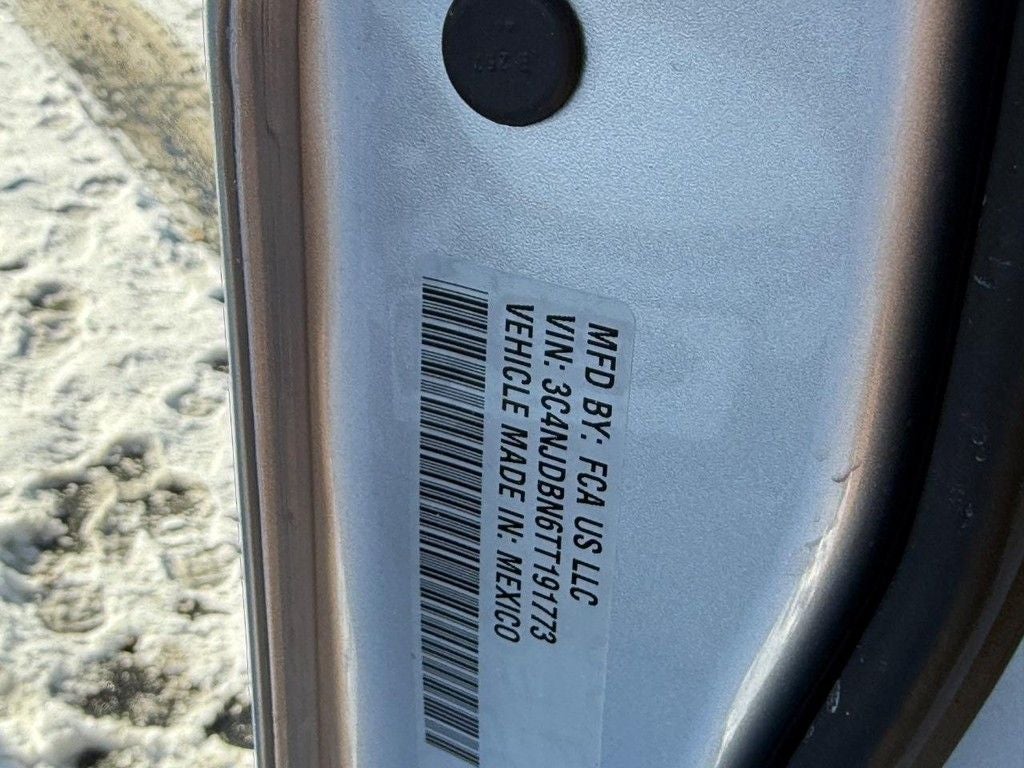 MFD BY: FCA US LLC
VIN: 3C4NJDBN6TT191773
VEHICLE MADE IN: MEXICO